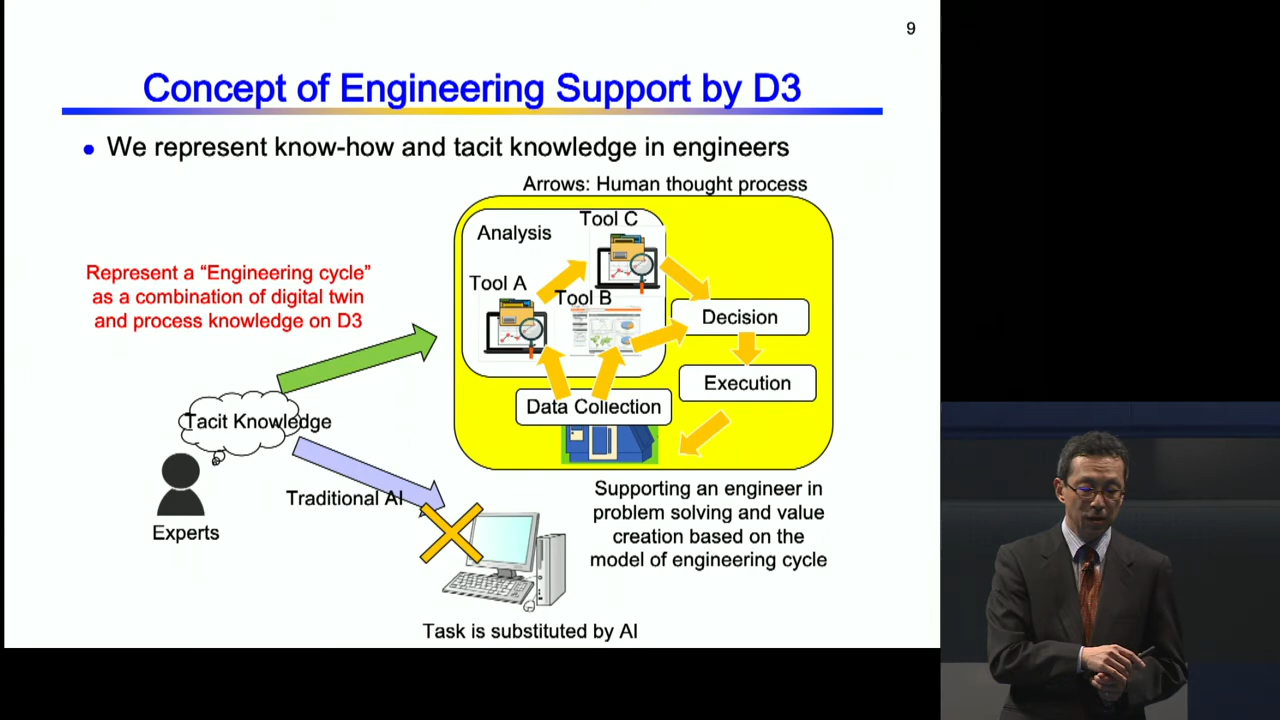 9
Concept of Engineering Support by D3
• We represent know-how and tacit knowledge in engineers
Arrows: Human thought process
Tool C
Analysis
Represent a “Engineering cycle”
as a combination of digital twin
and process knowledge on D3
Tool A
Tool B
Decision
Execution
Data Collection
Tacit Knowledge
Traditional AI
Experts
Supporting an engineer in
problem solving and value
creation based on the
model of engineering cycle
Task is substituted by AI